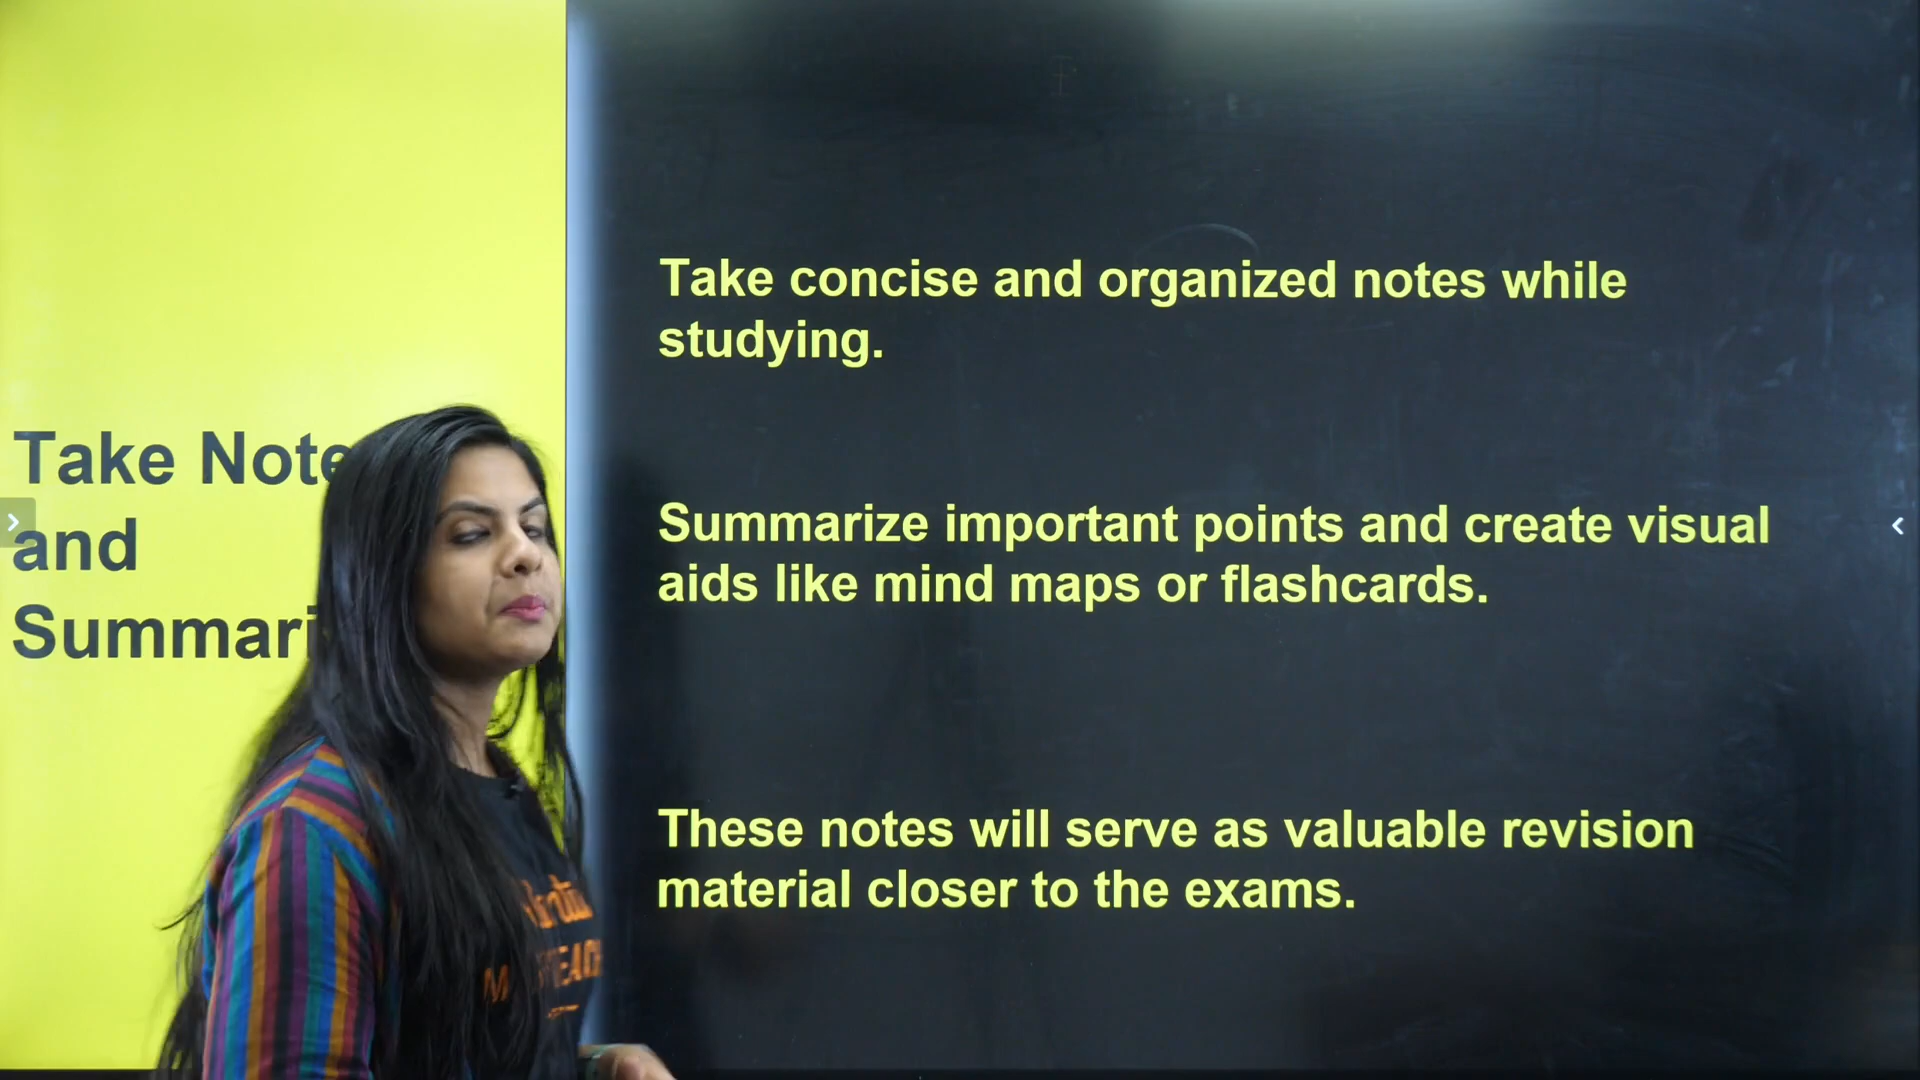 Take Note
and
Summari
Take concise and organized notes while
studying.
Summarize important points and create visual
aids like mind maps or flashcards.
These notes will serve as valuable revision
material closer to the exams.